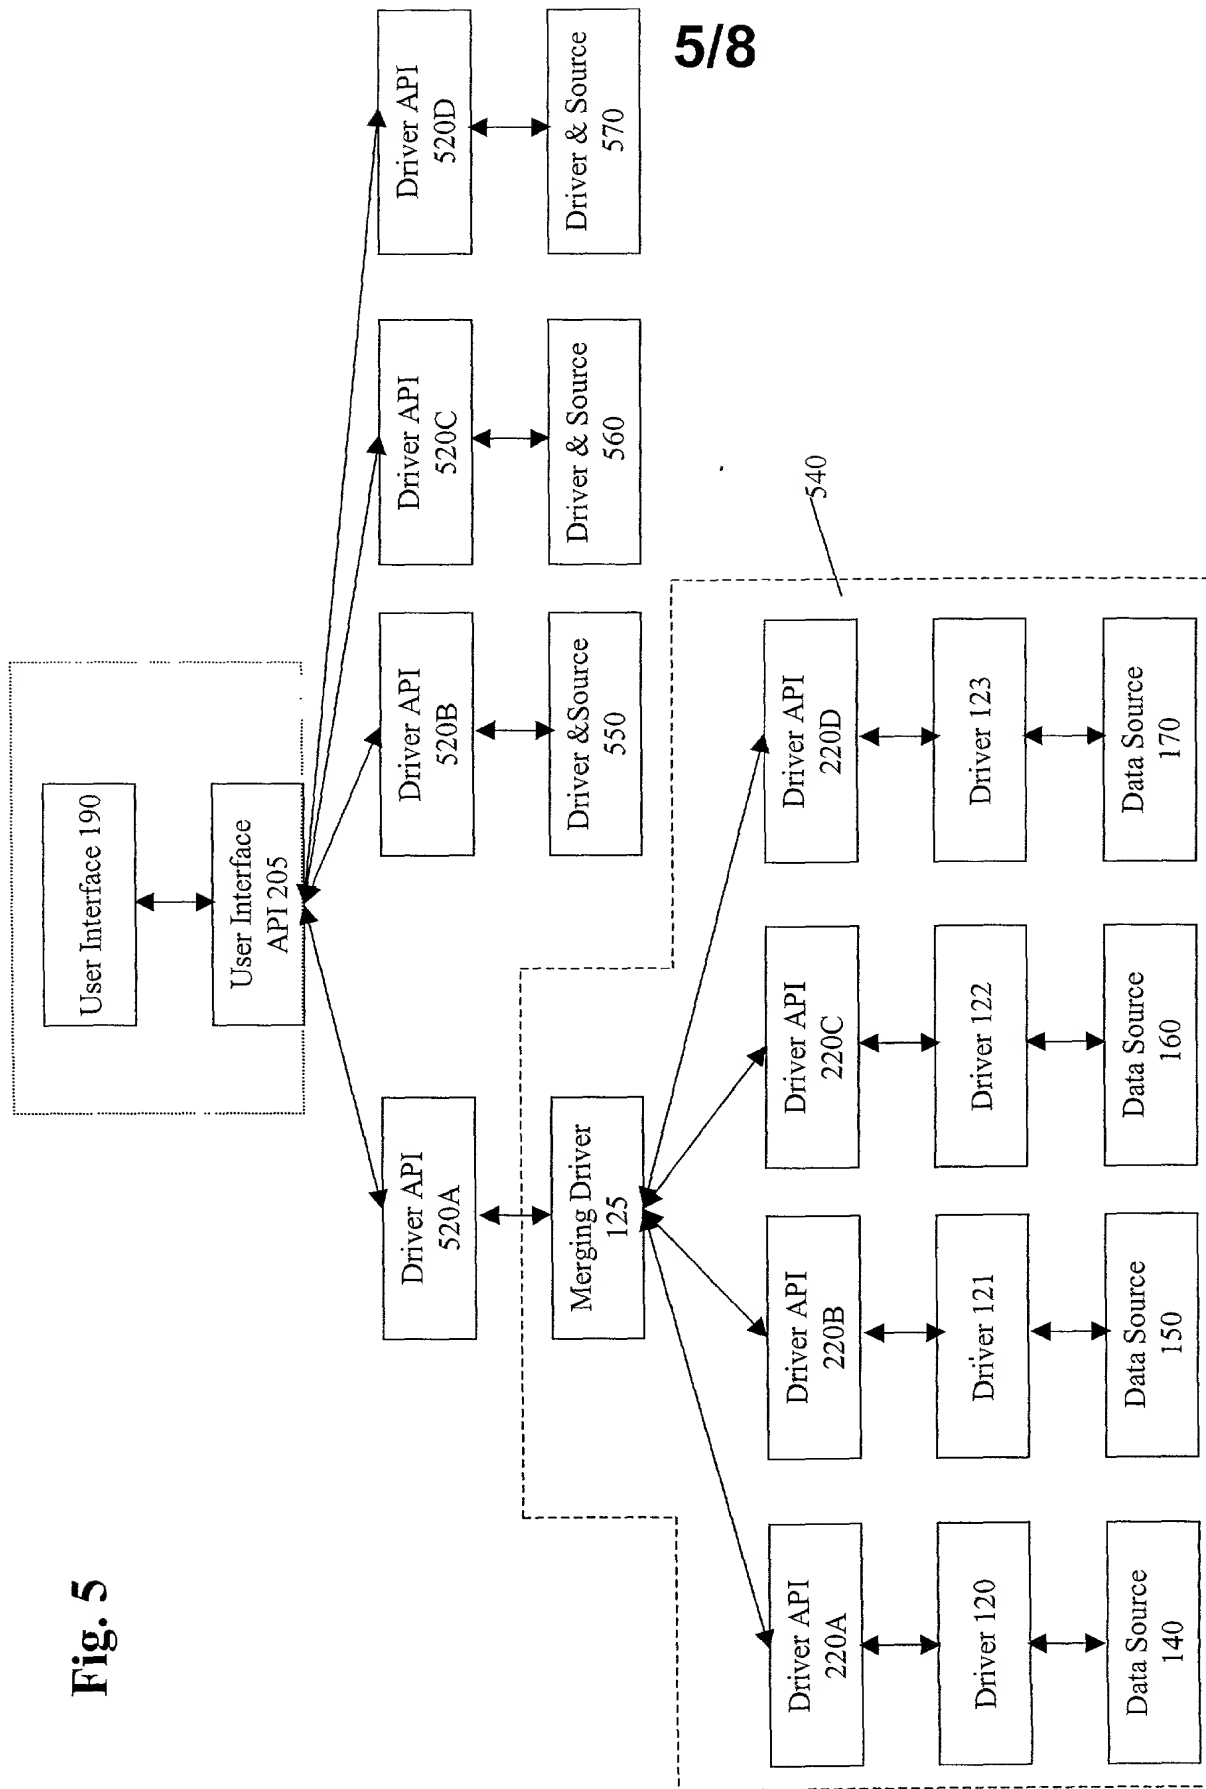 5/8
Fig. 5
User Interface 190
User Interface
API 205
Driver API
520A
Driver API
520B
Driver API
520C
Driver API
520D
Merging Driver
125
Driver &Source
550
Driver & Source
560
Driver & Source
570
540
Driver API
220A
Driver API
220B
Driver API
220C
Driver API
220D
Driver 120
Driver 121
Driver 122
Driver 123
Data Source
140
Data Source
150
Data Source
160
Data Source
170